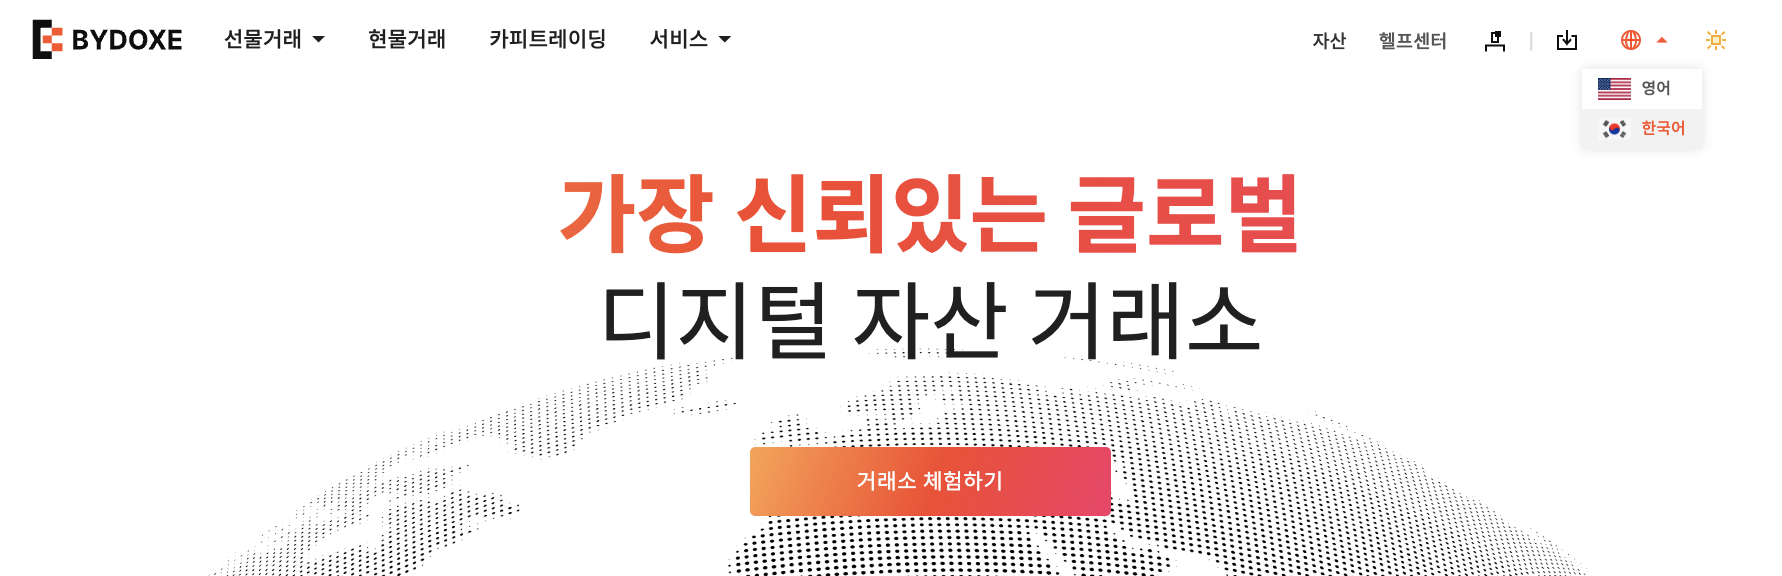 BYDOXE 선물거래 현물거래 카피트레이딩 서비스 자산 헬프센터
영어
한국어
가장 신뢰있는 글로벌
디지털 자산 거래소
거래소 체험하기